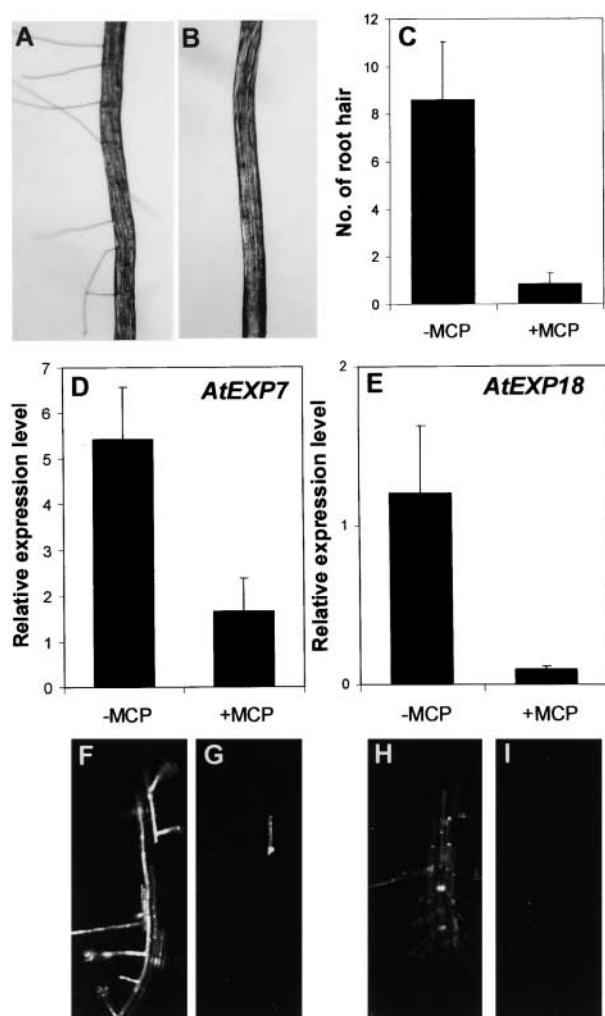 A
B
C
No. of root hair
12
10
8
6
4
2
0
-MCP
+MCP
D
AtEXP7
Relative expression level
7
6
5
4
3
2
1
0
-MCP
+MCP
E
AtEXP18
Relative expression level
2
1
0
-MCP
+MCP
F
G
H
I